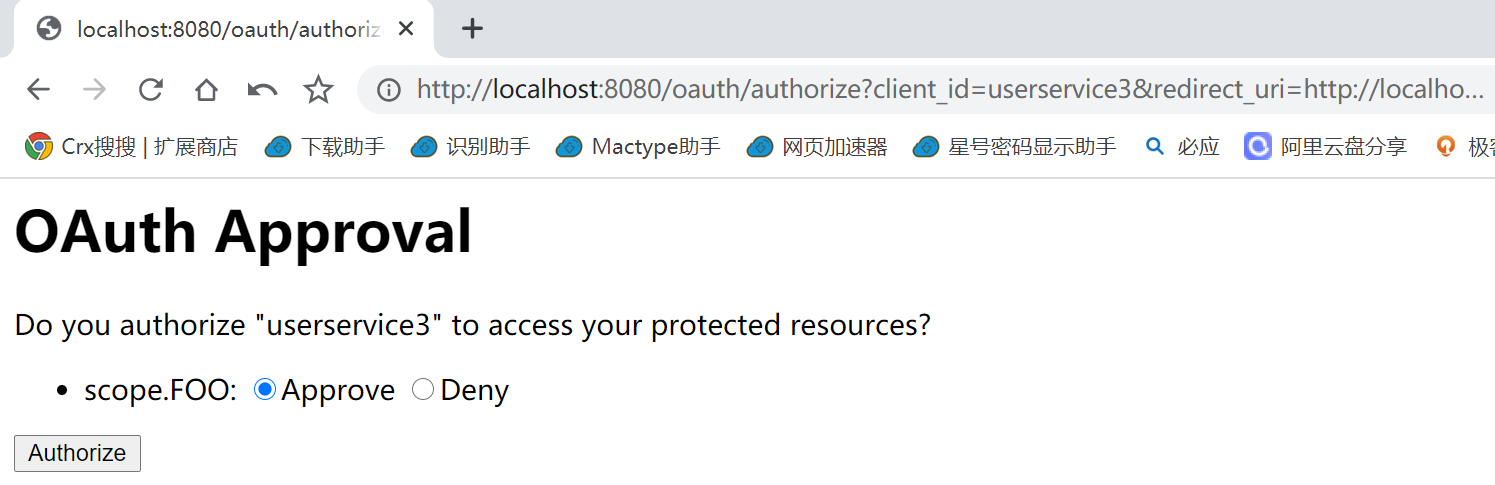 localhost:8080/oauth/authoriz
http://localhost:8080/oauth/authorize?client_id=userservice3&redirect_uri=http://localho...
Crx搜搜 | 扩展商店 下载助手 识别助手 Mactype助手 网页加速器 星号密码显示助手 必应 阿里云盘分享 极客
OAuth Approval
Do you authorize "userservice3" to access your protected resources?
• scope.FOO: Approve Deny
Authorize